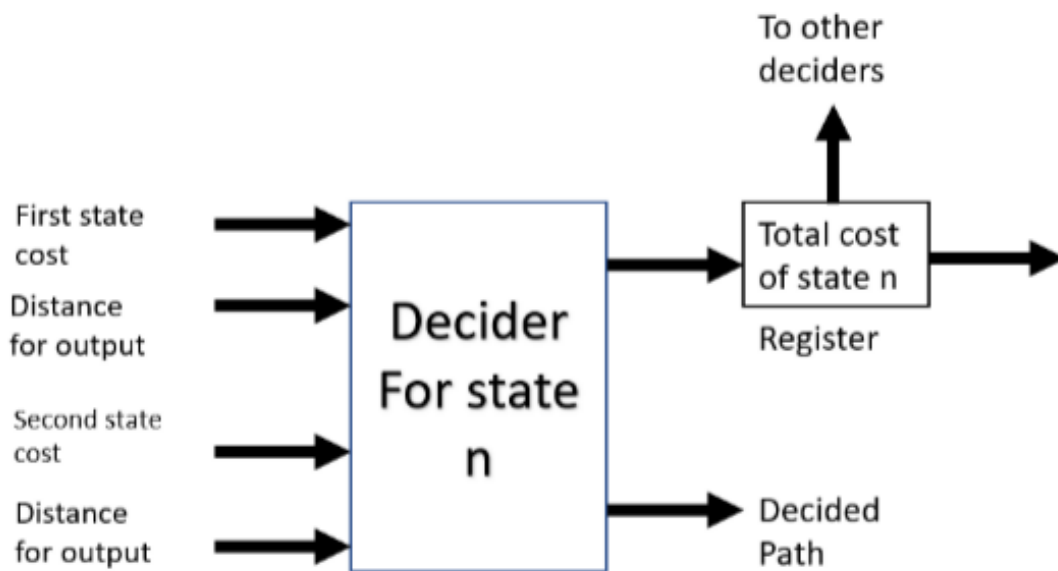 To other
deciders
First state
cost
Distance
for output
Second state
cost
Distance
for output
Decider
For state
n
Total cost
of state n
Register
Decided
Path